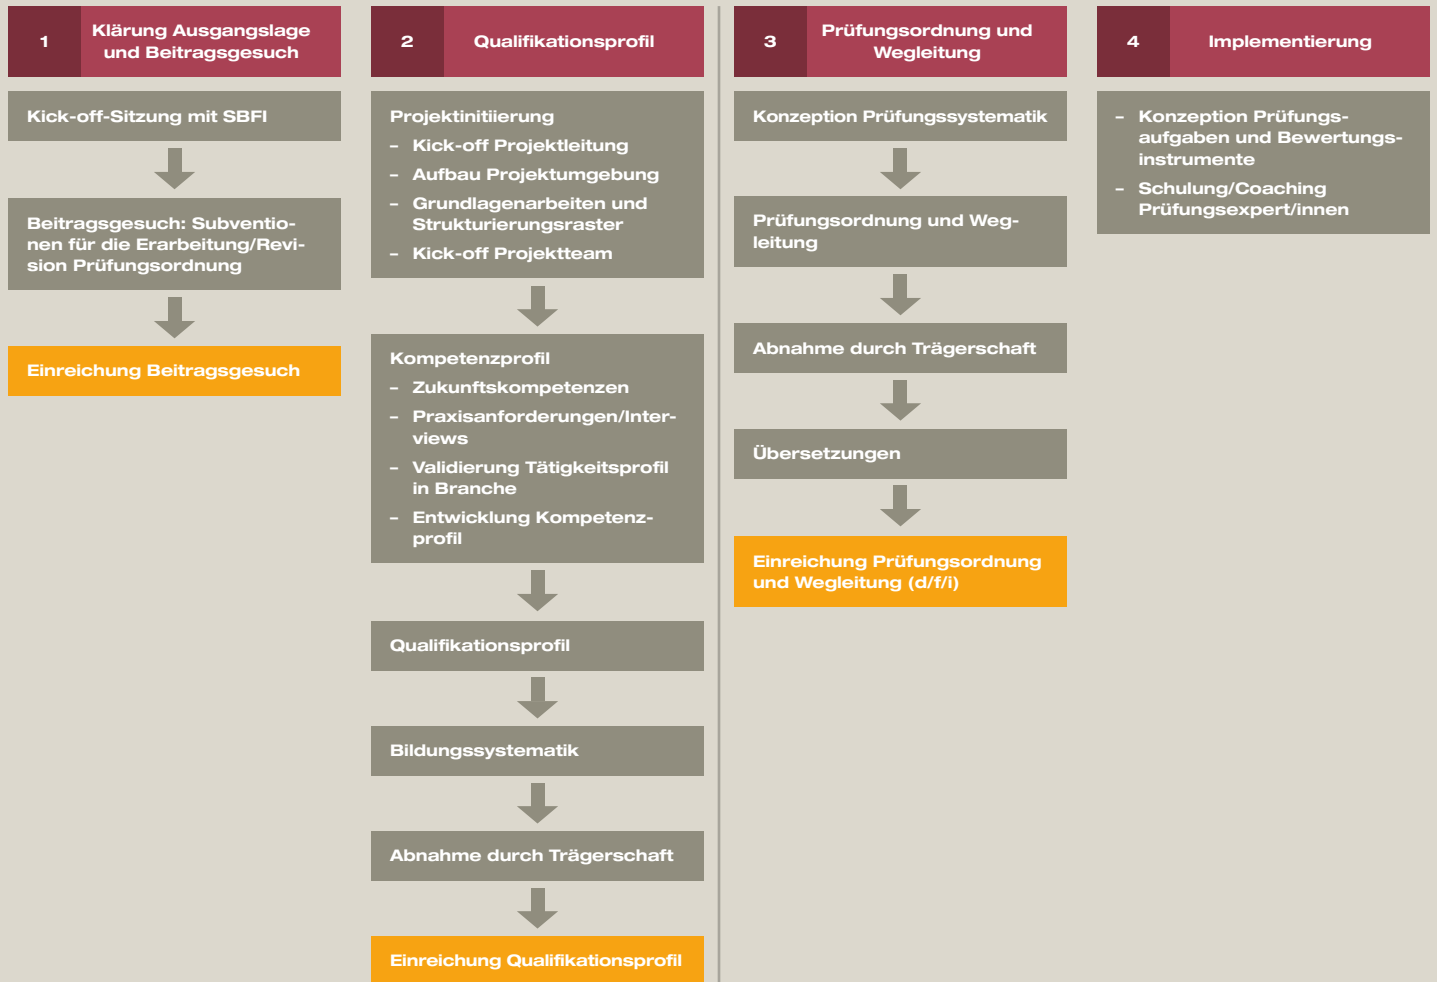 1
Klärung Ausgangslage
und Beitragsgesuch
Kick-off-Sitzung mit SBFI
Beitragsgesuch: Subventio-
nen für die Erarbeitung/Revi-
sion Prüfungsordnung
Einreichung Beitragsgesuch
2
Qualifikationsprofil
Projektinitiierung
– Kick-off Projektleitung
– Aufbau Projektumgebung
– Grundlagenarbeiten und
Strukturierungsraster
– Kick-off Projektteam
Kompetenzprofil
– Zukunftskompetenzen
– Praxisanforderungen/Inter-
views
– Validierung Tätigkeitsprofil
in Branche
– Entwicklung Kompetenz-
profil
Qualifikationsprofil
Bildungssystematik
Abnahme durch Trägerschaft
Einreichung Qualifikationsprofil
3
Prüfungsordnung und
Wegleitung
Konzeption Prüfungssystematik
Prüfungsordnung und Weg-
leitung
Abnahme durch Trägerschaft
Übersetzungen
Einreichung Prüfungsordnung
und Wegleitung (d/f/i)
4
Implementierung
– Konzeption Prüfungs-
aufgaben und Bewertungs-
instrumente
– Schulung/Coaching
Prüfungsexpert/innen